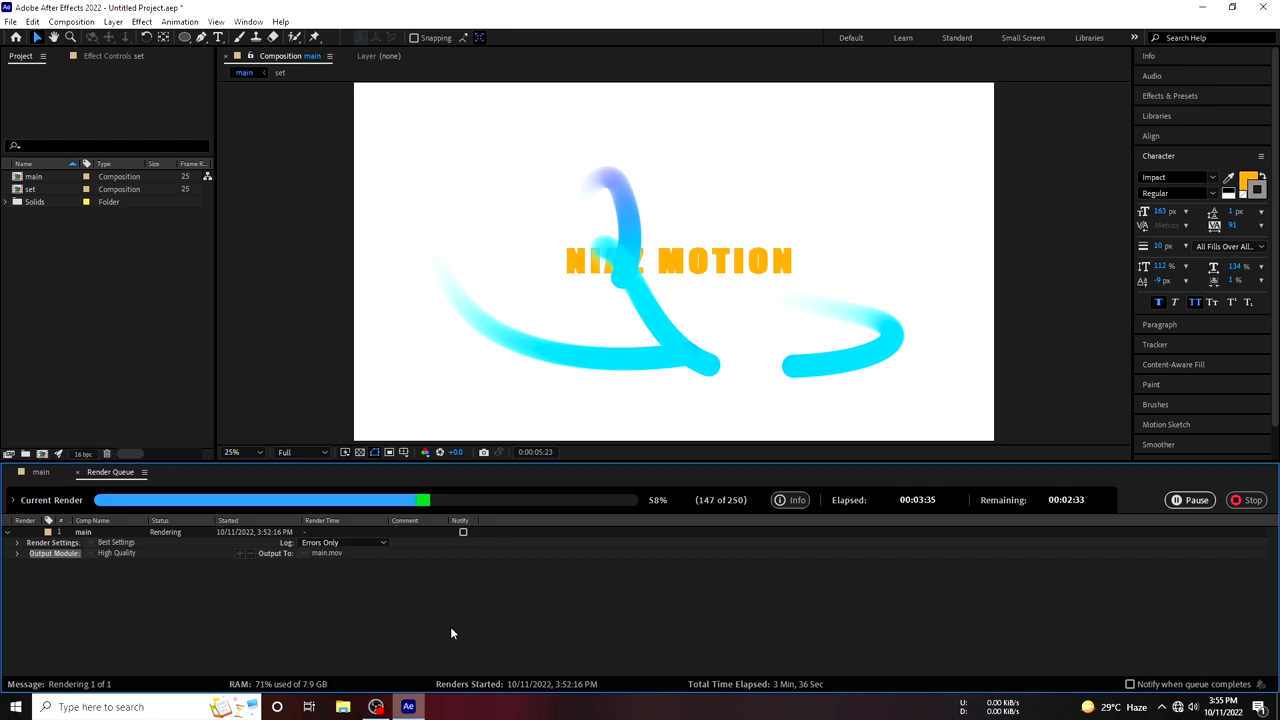 Adobe After Effects 2022 - Untitled Project.aep *
File Edit Composition Layer Effect Animation View Window Help
Snapping
Default Learn Standard Small Screen Libraries
Search Help
Project
Effect Controls set
Composition main
Layer (none)
main
set
Name Type Size Frame R...
main Composition 25
set Composition 25
Solids Folder
NI MOTION
16 bpc
25% Full +0.0 0:00:05:23
Info
Audio
Effects & Presets
Libraries
Align
Character
Impact
Regular
163 px 1 px
Metrics 91
10 px All Fills Over All...
112 % 134 %
-9 px 1 %
T T TT Tr T¹ T₁
Paragraph
Tracker
Content-Aware Fill
Paint
Brushes
Motion Sketch
Smoother
main
Render Queue
Current Render 58% (147 of 250) Info Elapsed: 00:03:35 Remaining: 00:02:33 Pause Stop
Render # Comp Name Status Started Render Time Comment Notify
1 main Rendering 10/11/2022, 3:52:16 PM -
Render Settings: Best Settings Log: Errors Only
Output Module: High Quality + — Output To: main.mov
Message: Rendering 1 of 1 RAM: 71% used of 7.9 GB Renders Started: 10/11/2022, 3:52:16 PM Total Time Elapsed: 3 Min, 36 Sec Notify when queue completes
Type here to search
Ae
U: 0.00 KiB/s
D: 0.00 KiB/s
29°C Haze
3:55 PM
10/11/2022
1